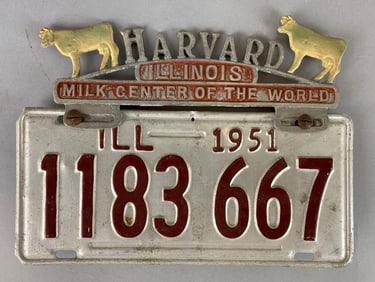 HARVARD
ILLINOIS
MILK CENTER OF THE WORLD
ILL 1951
1183 667